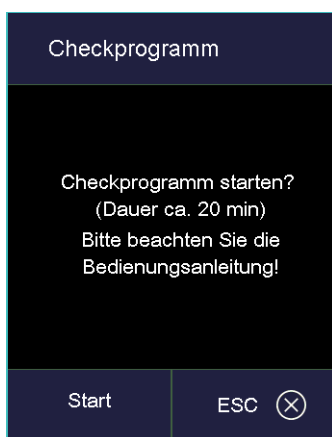 Checkprogramm
Checkprogramm starten?
(Dauer ca. 20 min)
Bitte beachten Sie die
Bedienungsanleitung!
Start
ESC